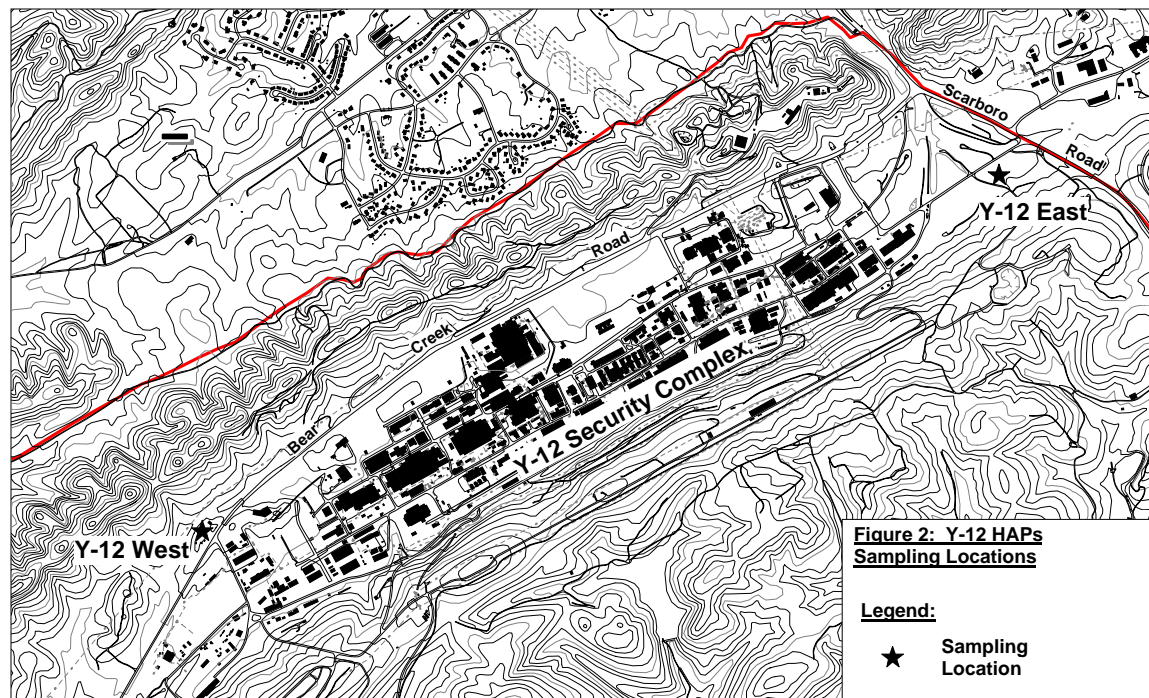 Scarboro
Road
Y-12 East
Bear
Creek
Road
Y-12 Security Complex
Y-12 West
Figure 2: Y-12 HAPs
Sampling Locations
Legend:
Sampling
Location